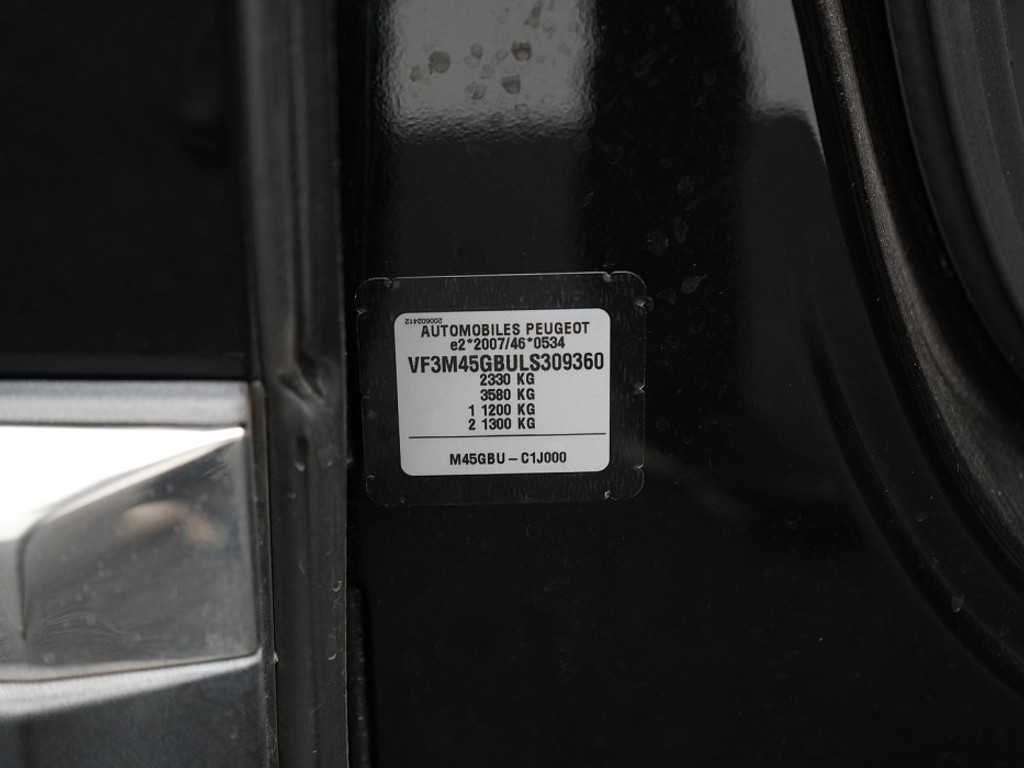 200602412
AUTOMOBILES PEUGEOT
e2*2007/46*0534
VF3M45GBULS309360
2330 KG
3580 KG
1 1200 KG
2 1300 KG
M45GBU – C1J000